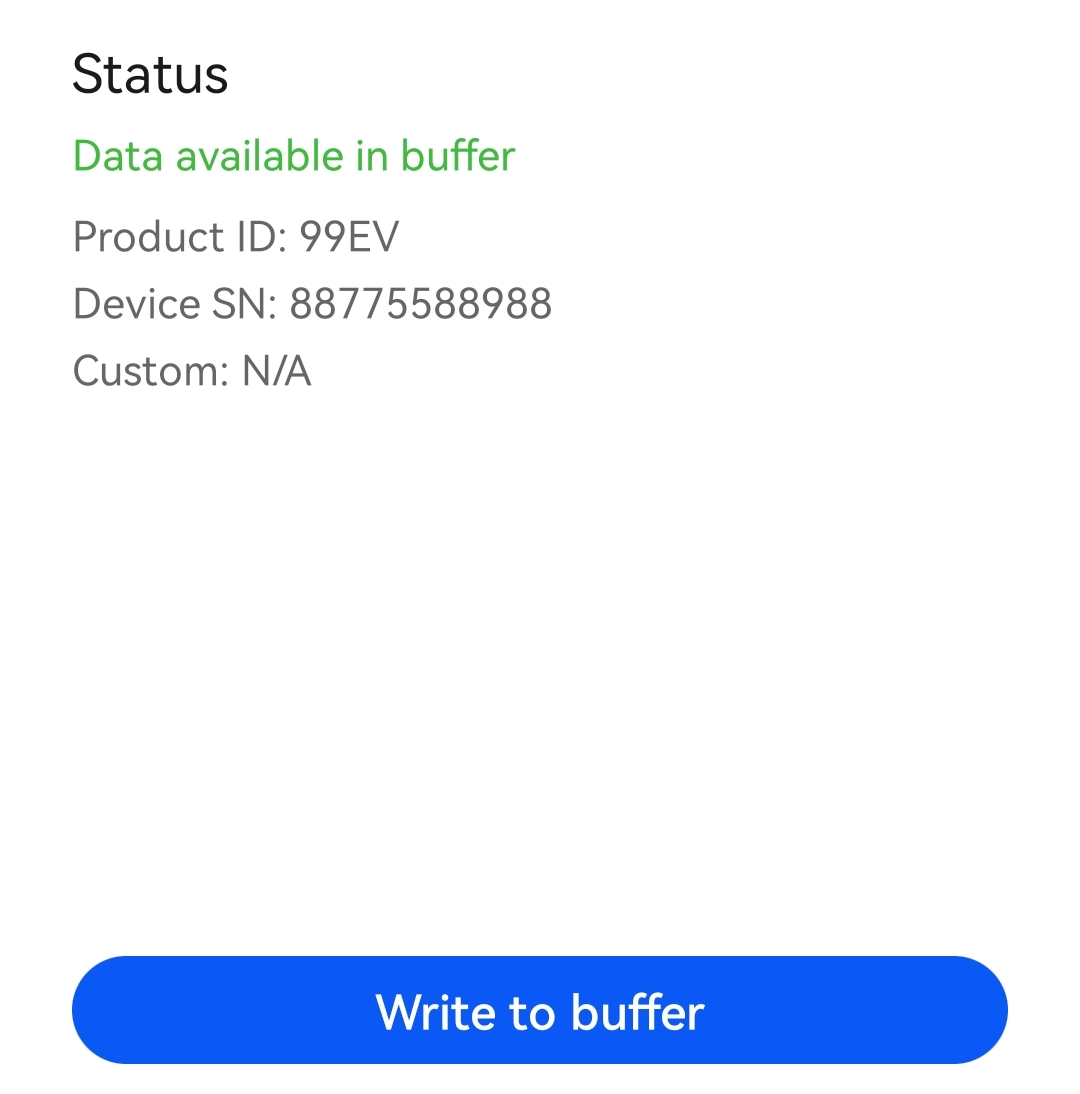 Status
Data available in buffer
Product ID: 99EV
Device SN: 88775588988
Custom: N/A
Write to buffer